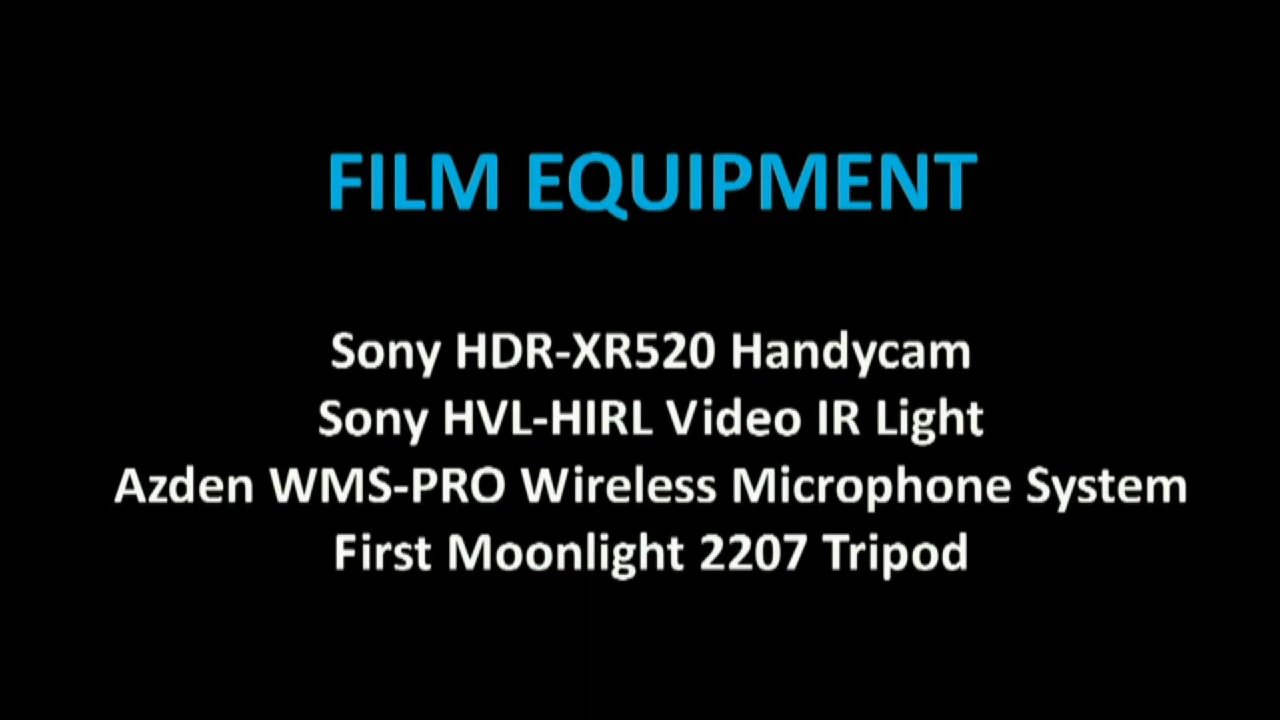 FILM EQUIPMENT
Sony HDR-XR520 Handycam
Sony HVL-HIRL Video IR Light
Azden WMS-PRO Wireless Microphone System
First Moonlight 2207 Tripod